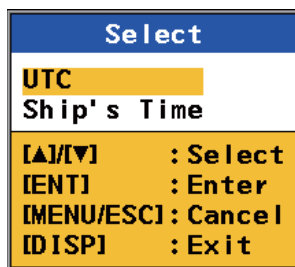 Select
UTC
Ship's Time
[▲]/[▼] :Select
[ENT] :Enter
[MENU/ESC]:Cancel
[DISP] :Exit